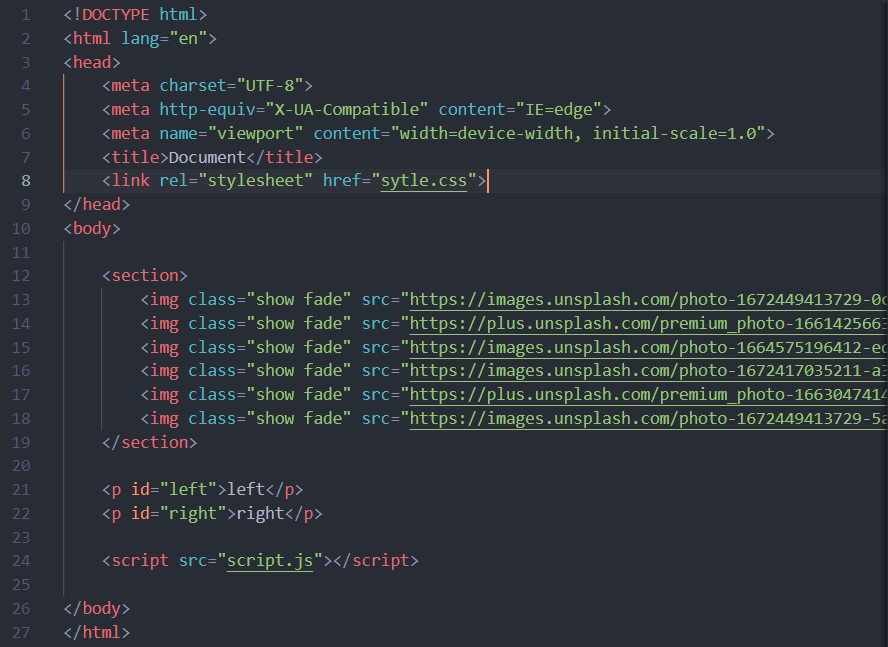 1 <!DOCTYPE html>
2 <html lang="en">
3 <head>
4 <meta charset="UTF-8">
5 <meta http-equiv="X-UA-Compatible" content="IE=edge">
6 <meta name="viewport" content="width=device-width, initial-scale=1.0">
7 <title>Document</title>
8 <link rel="stylesheet" href="sytle.css">
9 </head>
10 <body>
11
12 <section>
13 <img class="show fade" src="https://images.unsplash.com/photo-1672449413729-0c
14 <img class="show fade" src="https://plus.unsplash.com/premium_photo-1661425663
15 <img class="show fade" src="https://images.unsplash.com/photo-1664575196412-ed
16 <img class="show fade" src="https://images.unsplash.com/photo-1672417035211-a3
17 <img class="show fade" src="https://plus.unsplash.com/premium_photo-1663047414
18 <img class="show fade" src="https://images.unsplash.com/photo-1672449413729-5a
19 </section>
20
21 <p id="left">left</p>
22 <p id="right">right</p>
23
24 <script src="script.js"></script>
25
26 </body>
27 </html>